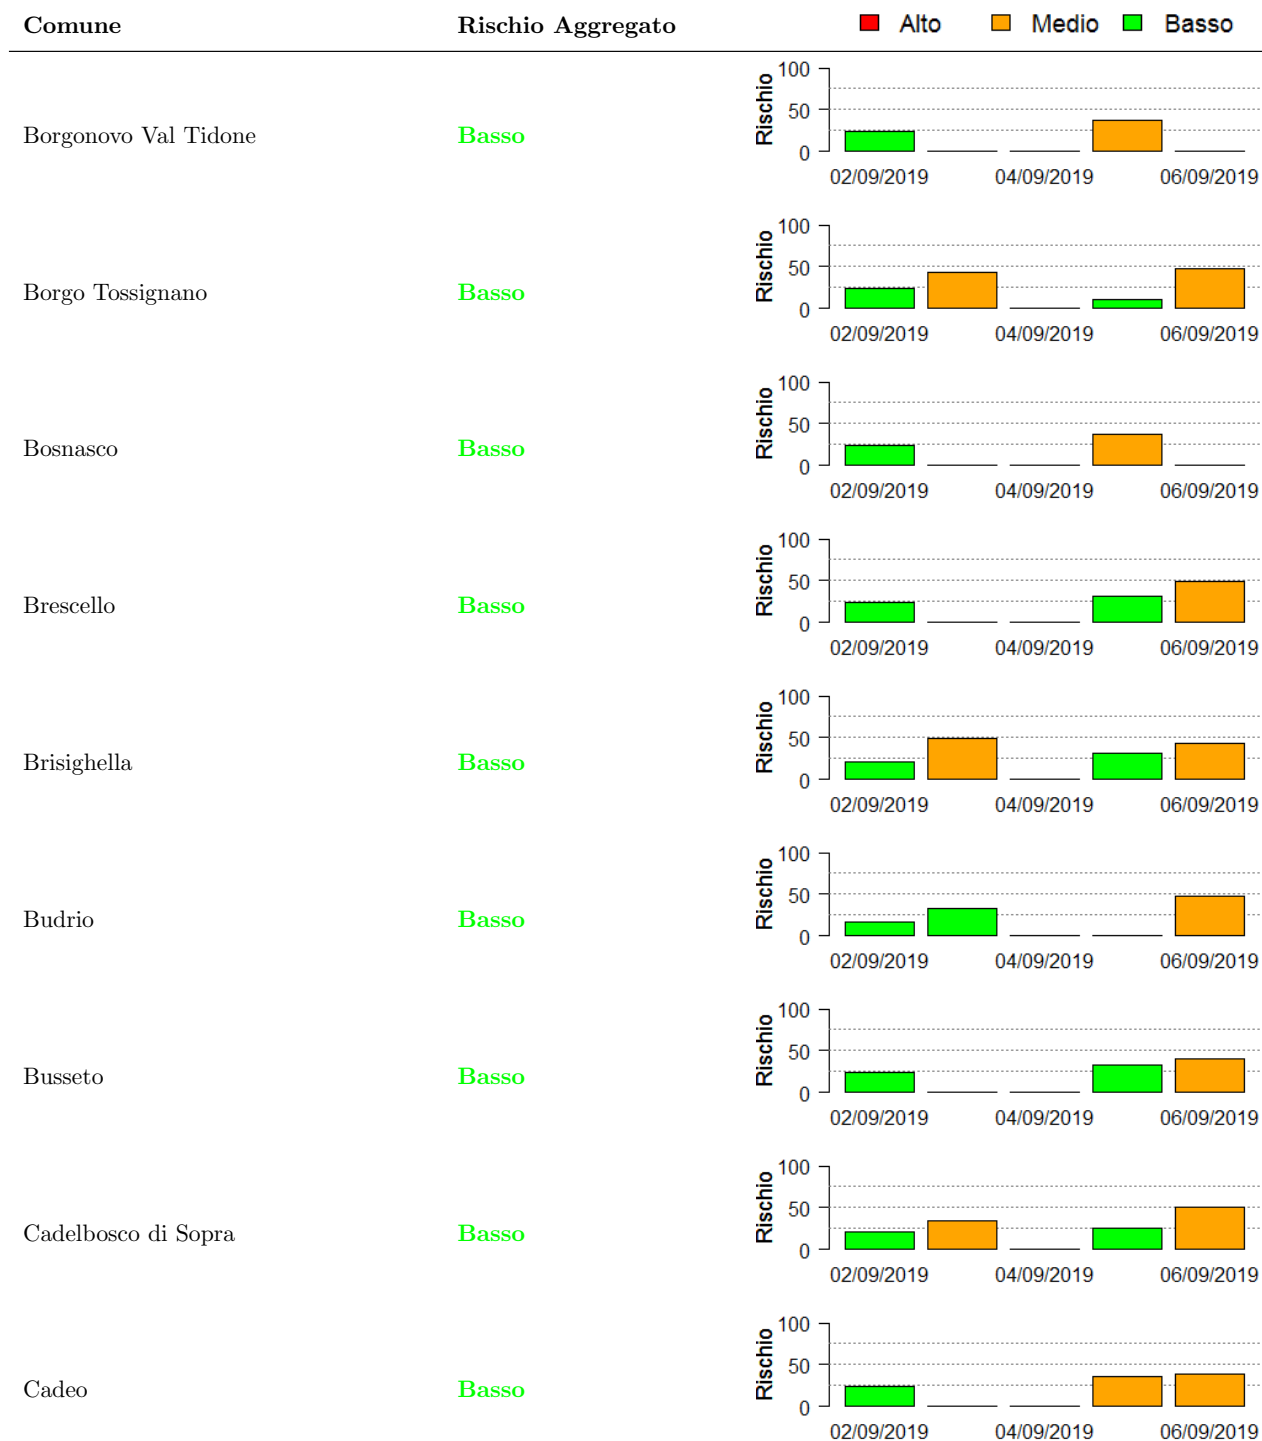 Comune Rischio Aggregato Alto Medio Basso
100
50
0
Rischio
Borgonovo Val Tidone Basso
02/09/2019 04/09/2019 06/09/2019
100
50
0
Rischio
Borgo Tossignano Basso
02/09/2019 04/09/2019 06/09/2019
100
50
0
Rischio
Bosnasco Basso
02/09/2019 04/09/2019 06/09/2019
100
50
0
Rischio
Brescello Basso
02/09/2019 04/09/2019 06/09/2019
100
50
0
Rischio
Brisighella Basso
02/09/2019 04/09/2019 06/09/2019
100
50
0
Rischio
Budrio Basso
02/09/2019 04/09/2019 06/09/2019
100
50
0
Rischio
Busseto Basso
02/09/2019 04/09/2019 06/09/2019
100
50
0
Rischio
Cadelbosco di Sopra Basso
02/09/2019 04/09/2019 06/09/2019
100
50
0
Rischio
Cadeo Basso
02/09/2019 04/09/2019 06/09/2019